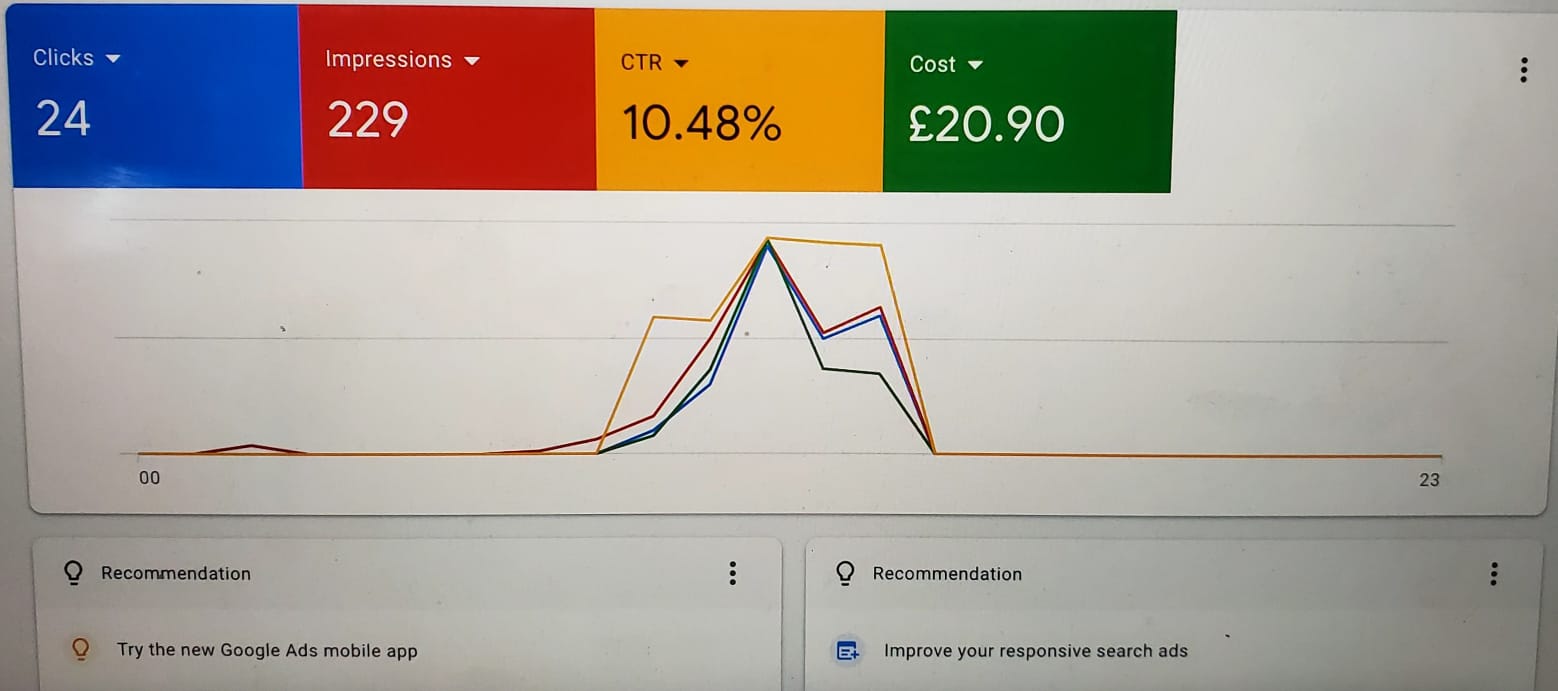 Clicks
Impressions
CTR
Cost
24
229
10.48%
£20.90
00
23
Recommendation
Recommendation
Try the new Google Ads mobile app
Improve your responsive search ads